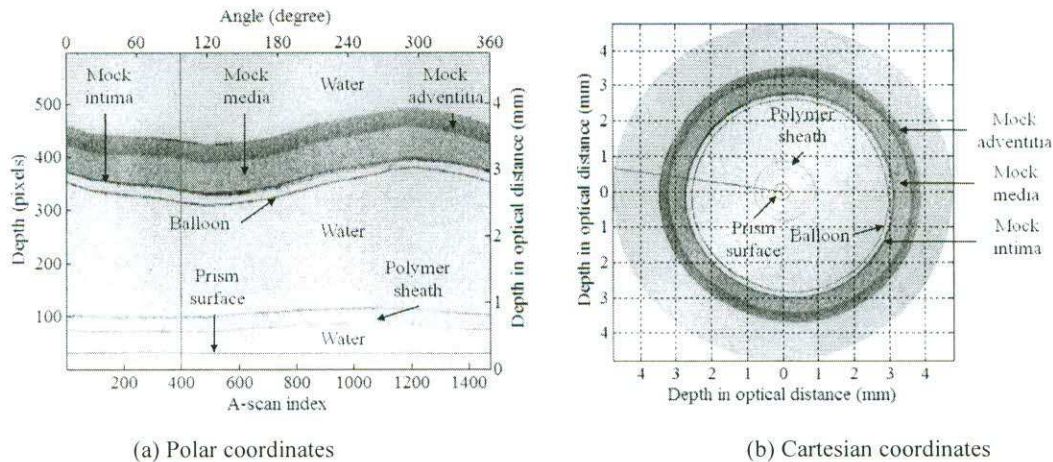 Angle (degree)
0 60 120 180 240 300 360
Mock intima
Mock media
Water
Mock adventitia
500
400
300
200
100
Depth (pixels)
4
3
2
1
0
Depth in optical distance (mm)
Balloon
Water
Prism surface
Polymer sheath
Water
200 400 600 800 1000 1200 1400
A-scan index
(a) Polar coordinates
4
3
2
1
0
1
2
3
4
Depth in optical distance (mm)
Polymer sheath
Prism surface
Balloon
Mock adventitia
Mock media
Mock intima
4 3 2 1 0 1 2 3 4
Depth in optical distance (mm)
(b) Cartesian coordinates